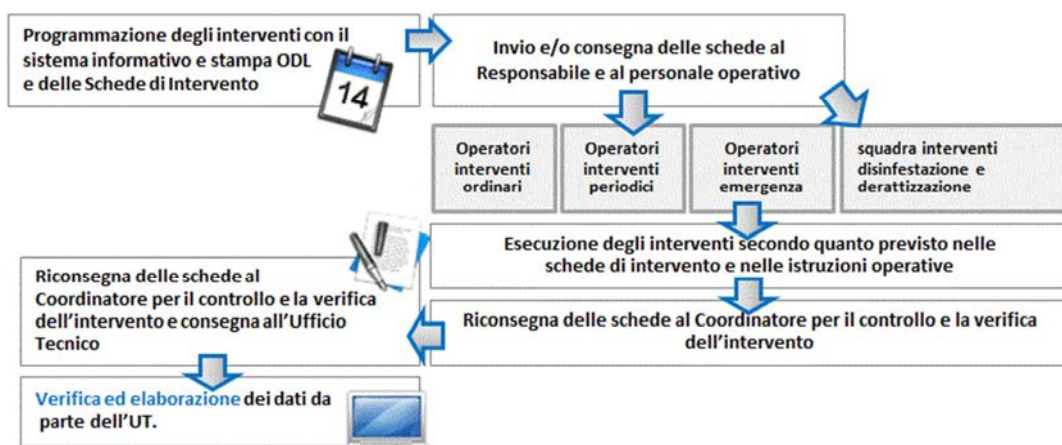 Programmazione degli interventi con il
sistema informativo e stampa ODL
e delle Schede di Intervento
14
Invio e/o consegna delle schede al
Responsabile e al personale operativo
Operatori
interventi
ordinari
Operatori
interventi
periodici
Operatori
interventi
emergenza
squadra interventi
disinfestazione e
derattizzazione
Esecuzione degli interventi secondo quanto previsto nelle
schede di intervento e nelle istruzioni operative
Riconsegna delle schede al Coordinatore per il controllo e la verifica
dell'intervento
Riconsegna delle schede al
Coordinatore per il controllo e la verifica
dell'intervento e consegna all'Ufficio
Tecnico
Verifica ed elaborazione dei dati da
parte dell'UT.